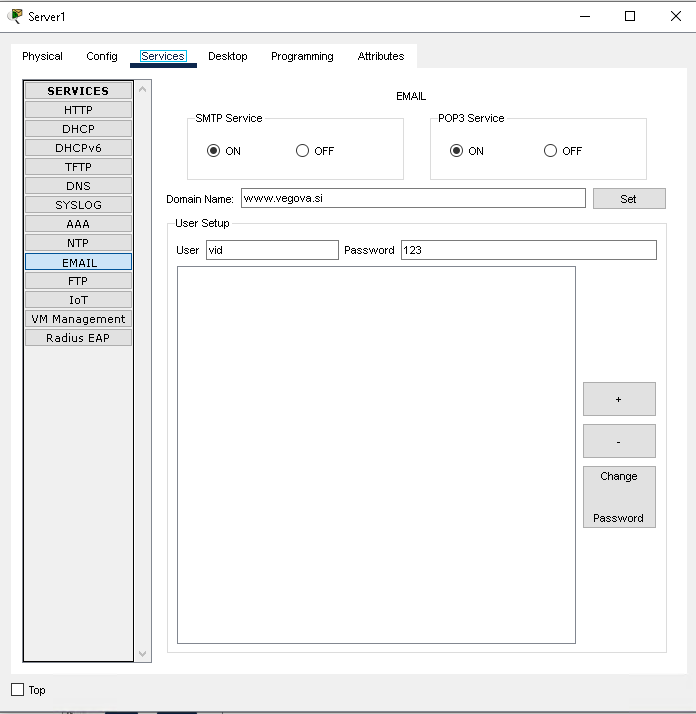 Server1
Physical Config Services Desktop Programming Attributes
SERVICES
HTTP
DHCP
DHCPv6
TFTP
DNS
SYSLOG
AAA
NTP
EMAIL
FTP
IoT
VM Management
Radius EAP
EMAIL
SMTP Service
ON OFF
POP3 Service
ON OFF
Domain Name: www.vegova.si Set
User Setup
User vid Password 123
+
-
Change
Password
Top